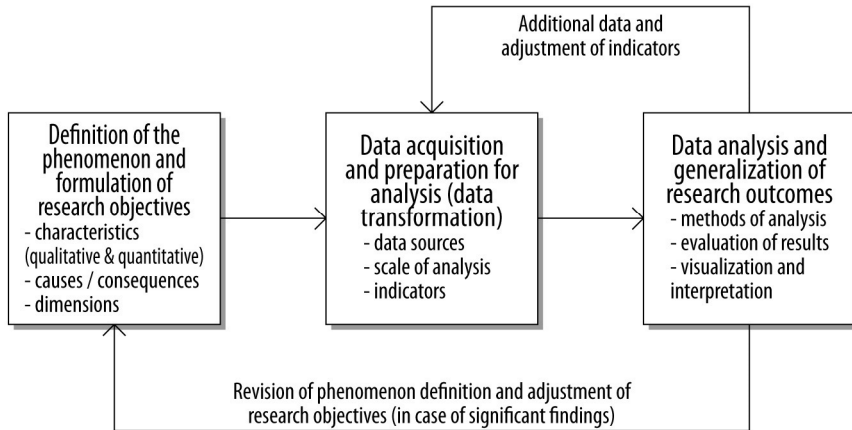 Additional data and
adjustment of indicators
Definition of the
phenomenon and
formulation of
research objectives
- characteristics
(qualitative & quantitative)
- causes / consequences
- dimensions
Data acquisition
and preparation for
analysis (data
transformation)
- data sources
- scale of analysis
- indicators
Data analysis and
generalization of
research outcomes
- methods of analysis
- evaluation of results
- visualization and
interpretation
Revision of phenomenon definition and adjustment of
research objectives (in case of significant findings)